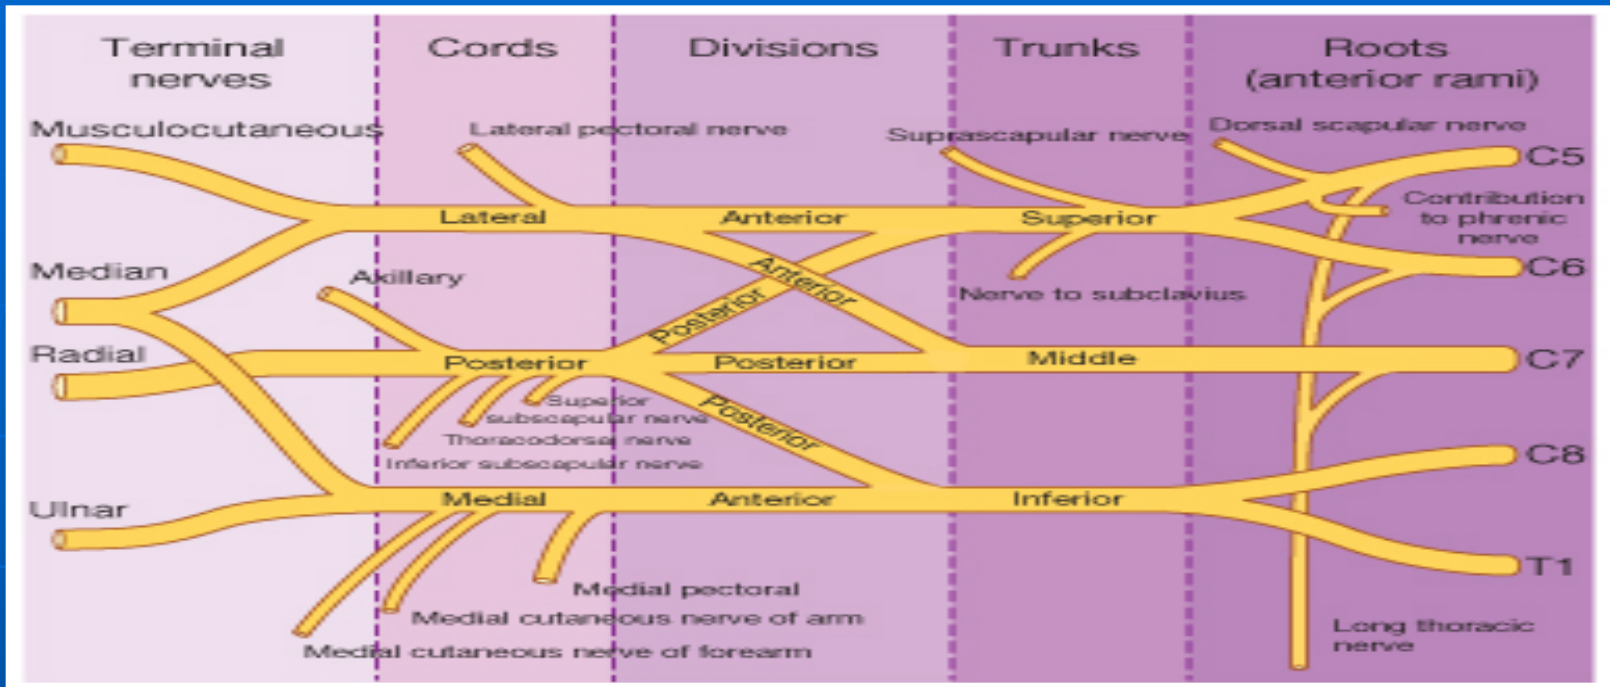 Terminal
nerves
Cords
Divisions
Trunks
Roots
(anterior rami)
Musculocutaneous
Lateral pectoral nerve
Suprascapular nerve
Dorsal scapular nerve
C5
Contribution
to phrenic
nerve
Lateral
Anterior
Superior
C6
Median
Axillary
Anterior
Posterior
Nerve to subclavius
Radial
Posterior
Posterior
Middle
C7
Superior
subscapular nerve
Thoracodorsal nerve
Inferior subscapular nerve
Posterior
C8
Ulnar
Medial
Anterior
Inferior
T1
Medial pectoral
Medial cutaneous nerve of arm
Medial cutaneous nerve of forearm
Long thoracic
nerve